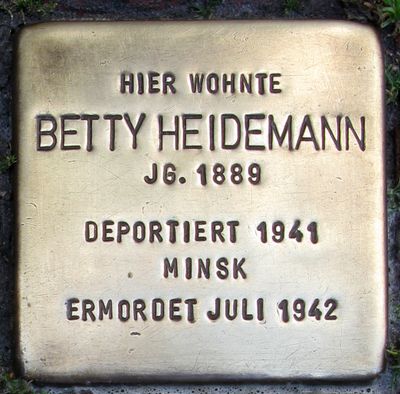 HIER WOHNTE
BETTY HEIDEMANN
JG. 1889
DEPORTIERT 1941
MINSK
ERMORDET JULI 1942